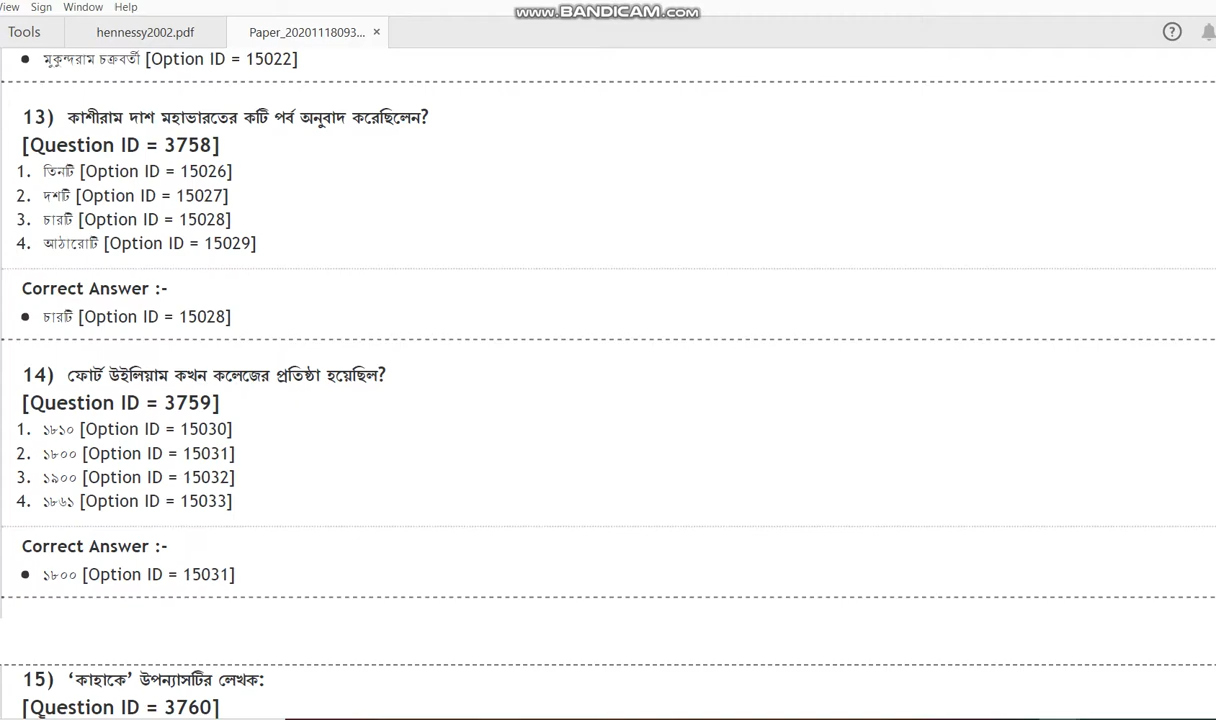 View Sign Window Help
www.BANDICAM.com
Tools hennessy2002.pdf Paper_20201118093... × ?
• মুকুন্দরাম চক্রবর্তী [Option ID = 15022]
13) কাশীরাম দাশ মহাভারতের কটি পর্ব অনুবাদ করেছিলেন?
[Question ID = 3758]
1. তিনটি [Option ID = 15026]
2. দশটি [Option ID = 15027]
3. চারটি [Option ID = 15028]
4. আঠারোটি [Option ID = 15029]
Correct Answer :-
• চারটি [Option ID = 15028]
14) ফোর্ট উইলিয়াম কখন কলেজের প্রতিষ্ঠা হয়েছিল?
[Question ID = 3759]
1. ১৮১০ [Option ID = 15030]
2. ১৮০০ [Option ID = 15031]
3. ১৯০০ [Option ID = 15032]
4. ১৮৬১ [Option ID = 15033]
Correct Answer :-
• ১৮০০ [Option ID = 15031]
15) ‘কাহাকে’ উপন্যাসটির লেখক:
[Question ID = 3760]